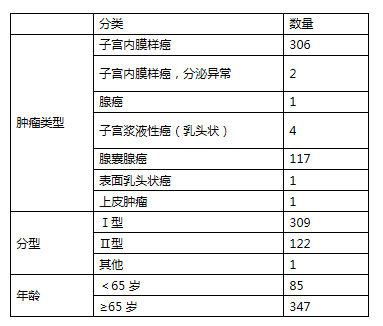 分类 数量
肿瘤类型
子宫内膜样癌 306
子宫内膜样癌，分泌异常 2
腺癌 1
子宫浆液性癌（乳头状） 4
腺囊腺癌 117
表面乳头状癌 1
上皮肿瘤 1
分型
Ⅰ型 309
Ⅱ型 122
其他 1
年龄
＜65 岁 85
≥65 岁 347